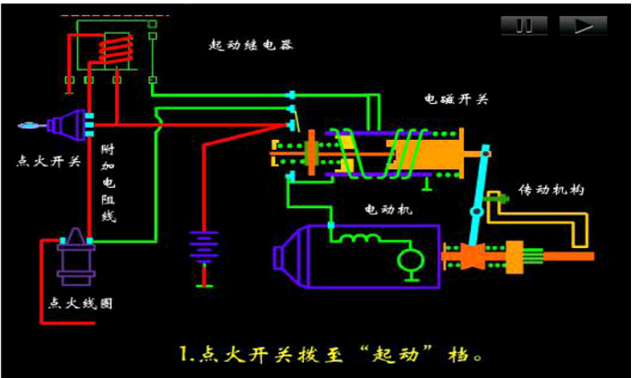 起动继电器
电磁开关
点火开关
附加电阻线
传动机构
电动机
点火线圈
1.点火开关拨至“起动”档。